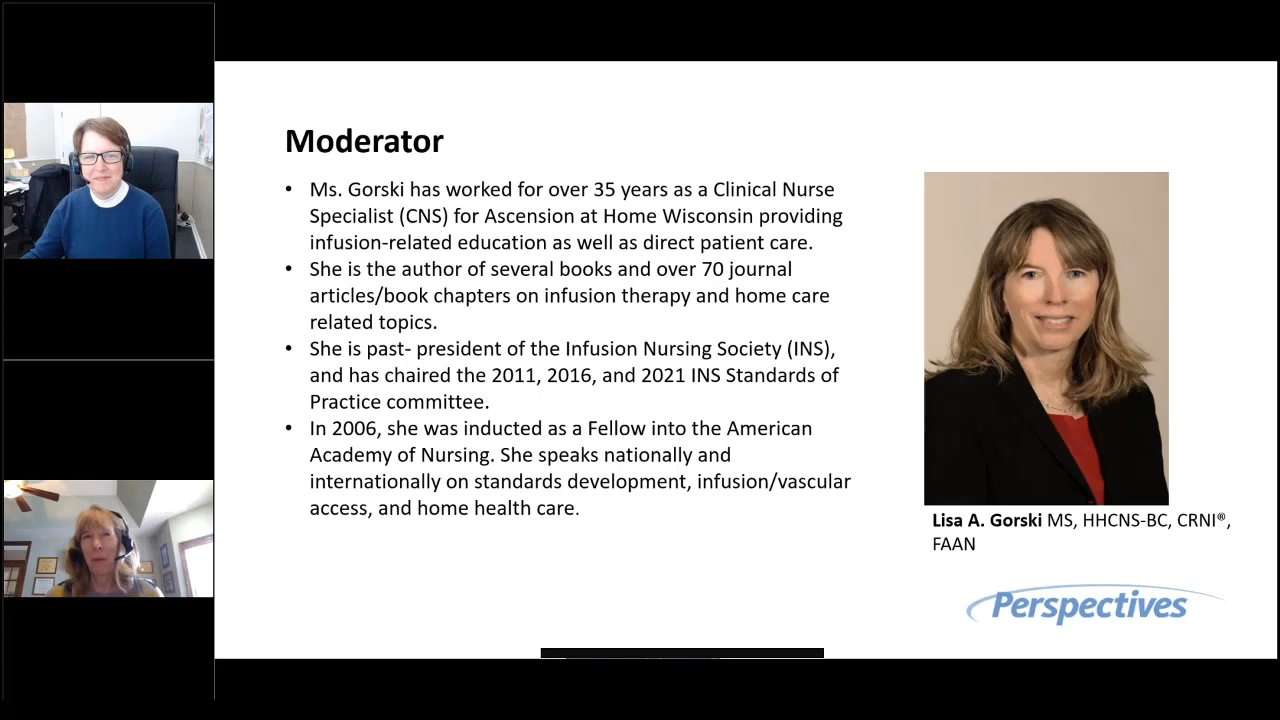 Moderator
• Ms. Gorski has worked for over 35 years as a Clinical Nurse
Specialist (CNS) for Ascension at Home Wisconsin providing
infusion-related education as well as direct patient care.
• She is the author of several books and over 70 journal
articles/book chapters on infusion therapy and home care
related topics.
• She is past- president of the Infusion Nursing Society (INS),
and has chaired the 2011, 2016, and 2021 INS Standards of
Practice committee.
• In 2006, she was inducted as a Fellow into the American
Academy of Nursing. She speaks nationally and
internationally on standards development, infusion/vascular
access, and home health care.
Lisa A. Gorski MS, HHCNS-BC, CRNI®,
FAAN
Perspectives